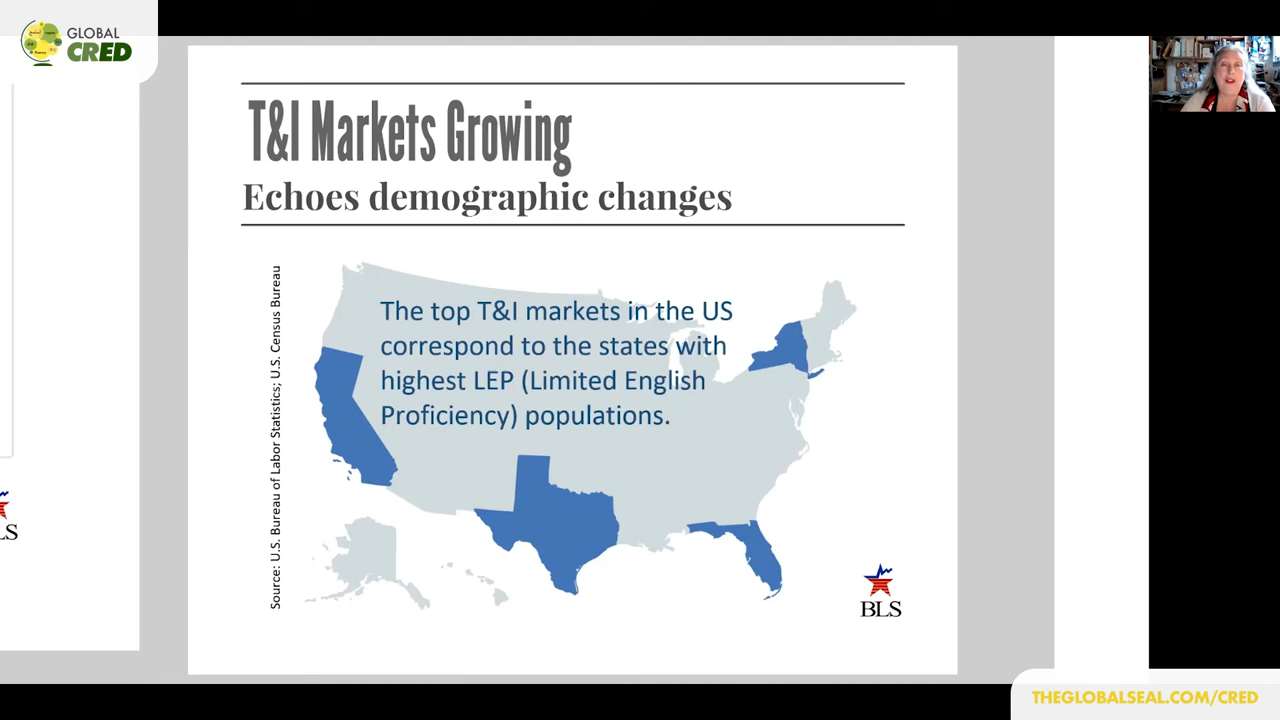 GLOBAL
CRED
T&I Markets Growing
Echoes demographic changes
Source: U.S. Bureau of Labor Statistics; U.S. Census Bureau
The top T&I markets in the US
correspond to the states with
highest LEP (Limited English
Proficiency) populations.
LS
BLS
THEGLOBALSEAL.COM/CRED